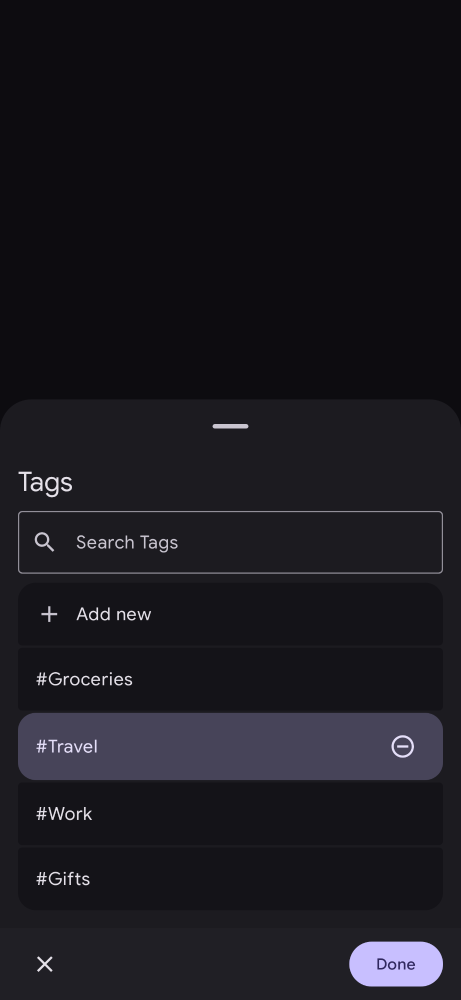 Tags
Search Tags
Add new
#Groceries
#Travel
#Work
#Gifts
Done